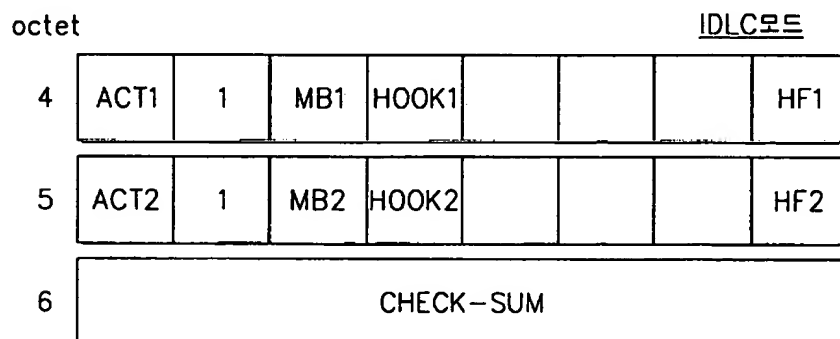 octet IDLC모드
4 ACT1 1 MB1 HOOK1 HF1
5 ACT2 1 MB2 HOOK2 HF2
6 CHECK-SUM